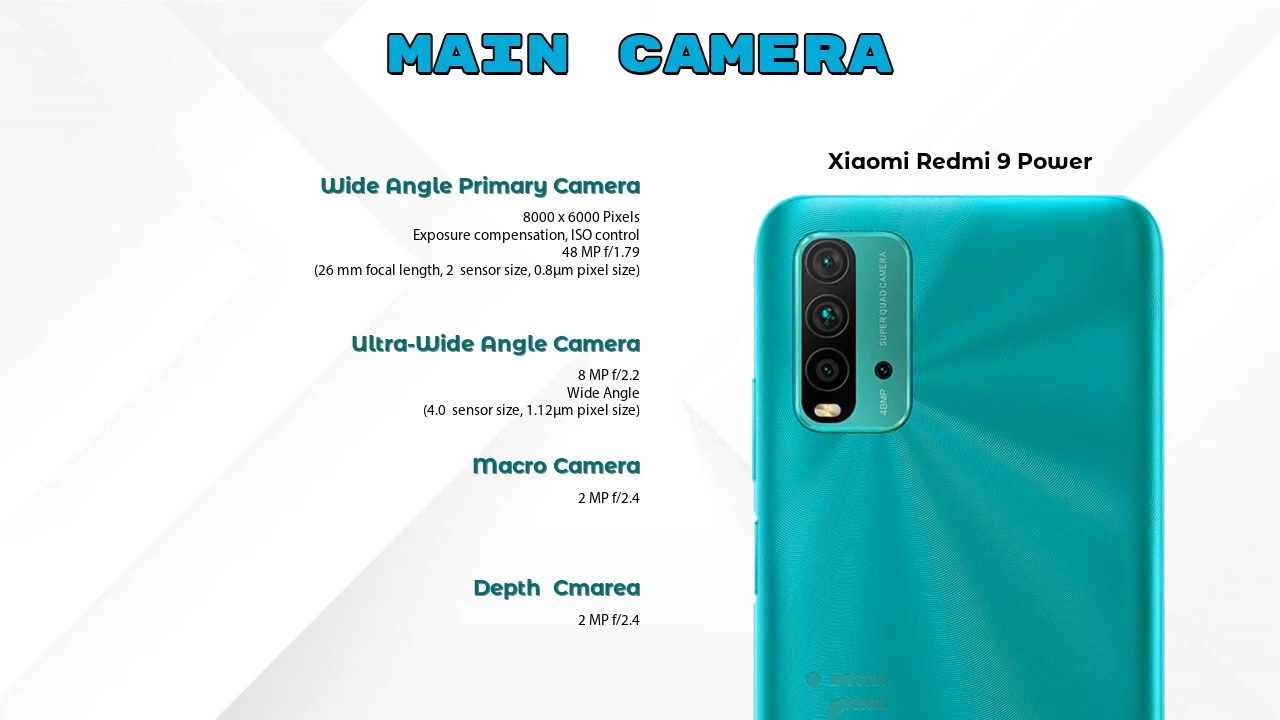 MAIN CAMERA
Xiaomi Redmi 9 Power
Wide Angle Primary Camera
8000 x 6000 Pixels
Exposure compensation, ISO control
48 MP f/1.79
(26 mm focal length, 2  sensor size, 0.8µm pixel size)
Ultra-Wide Angle Camera
8 MP f/2.2
Wide Angle
(4.0  sensor size, 1.12µm pixel size)
Macro Camera
2 MP f/2.4
Depth  Cmarea
2 MP f/2.4
SUPER QUAD CAMERA
48MP